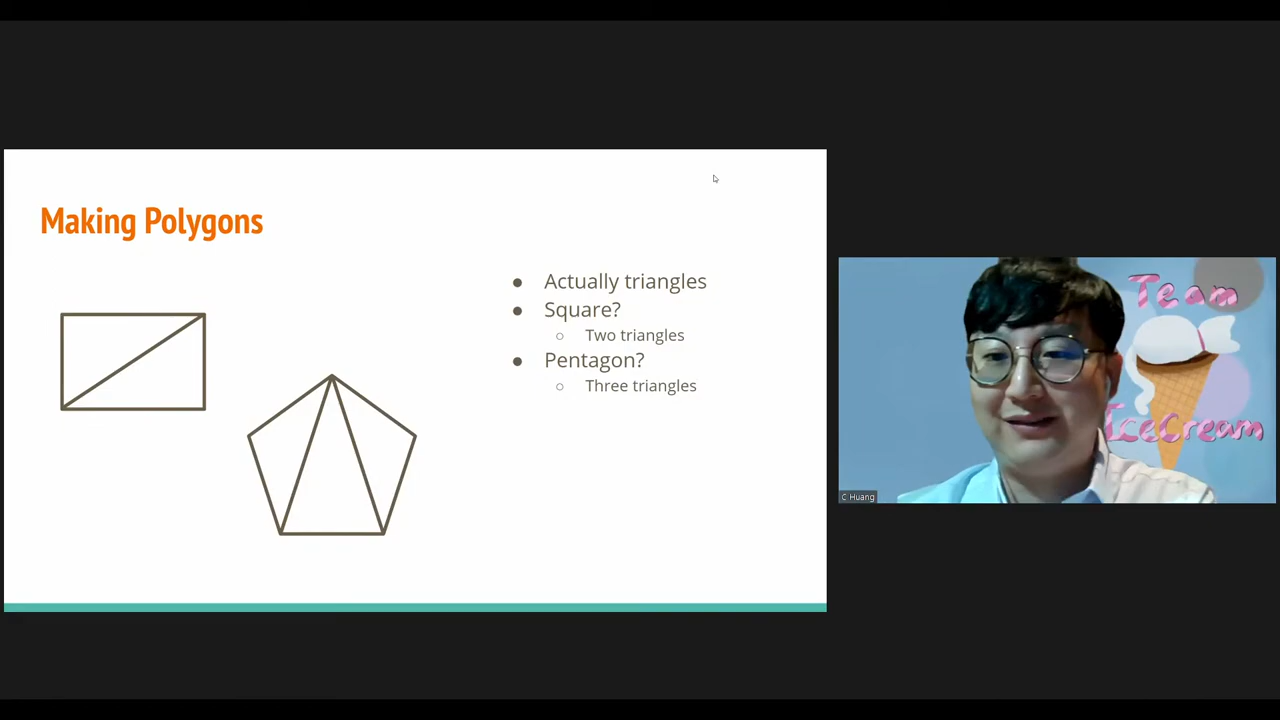 Making Polygons
● Actually triangles
● Square?
○ Two triangles
● Pentagon?
○ Three triangles
Team
IceCream
C Huang